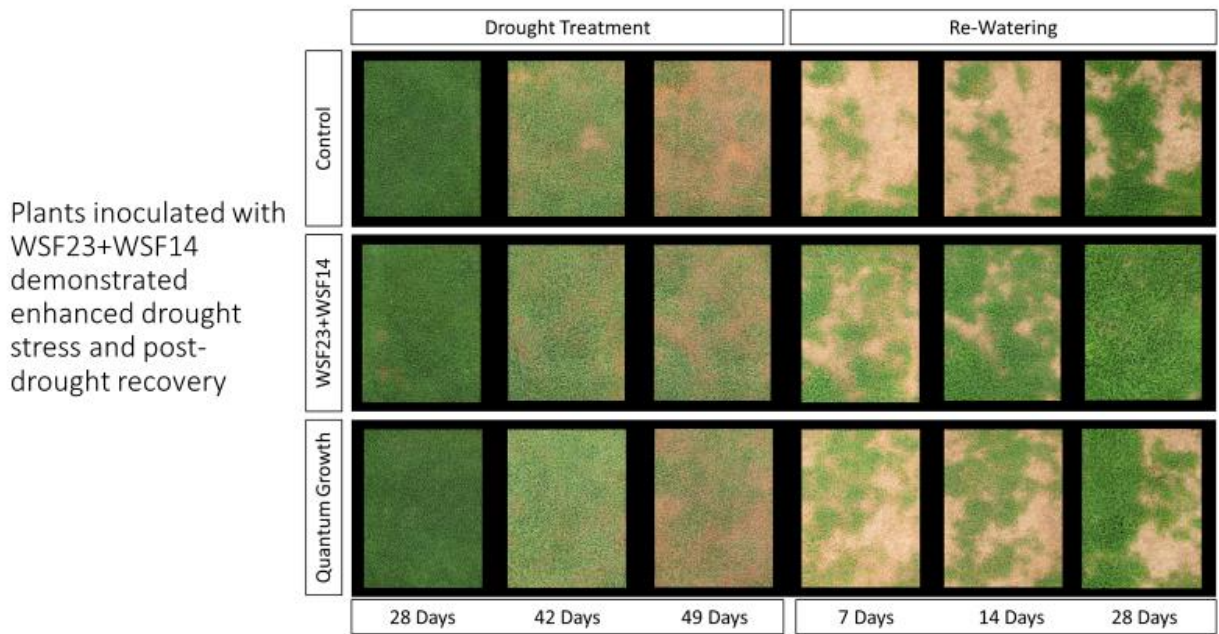 Drought Treatment
Re-Watering
Control
Plants inoculated with
WSF23+WSF14
demonstrated
enhanced drought
stress and post-
drought recovery
WSF23+WSF14
Quantum Growth
28 Days
42 Days
49 Days
7 Days
14 Days
28 Days